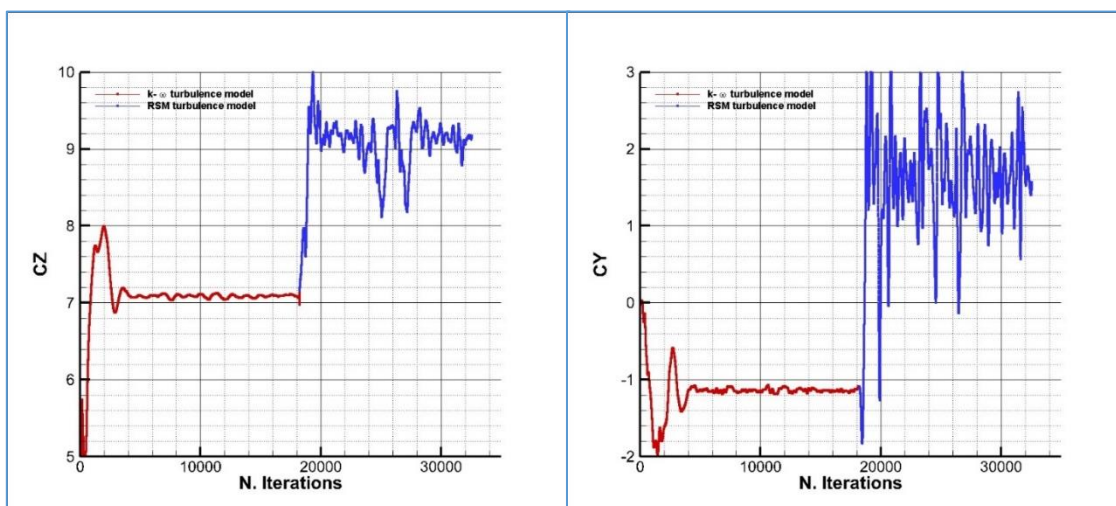 10
9
8
7
6
5
CZ
k- ω turbulence model
RSM turbulence model
0 10000 20000 30000
N. Iterations
3
2
1
0
-1
-2
CY
k- ω turbulence model
RSM turbulence model
0 10000 20000 30000
N. Iterations